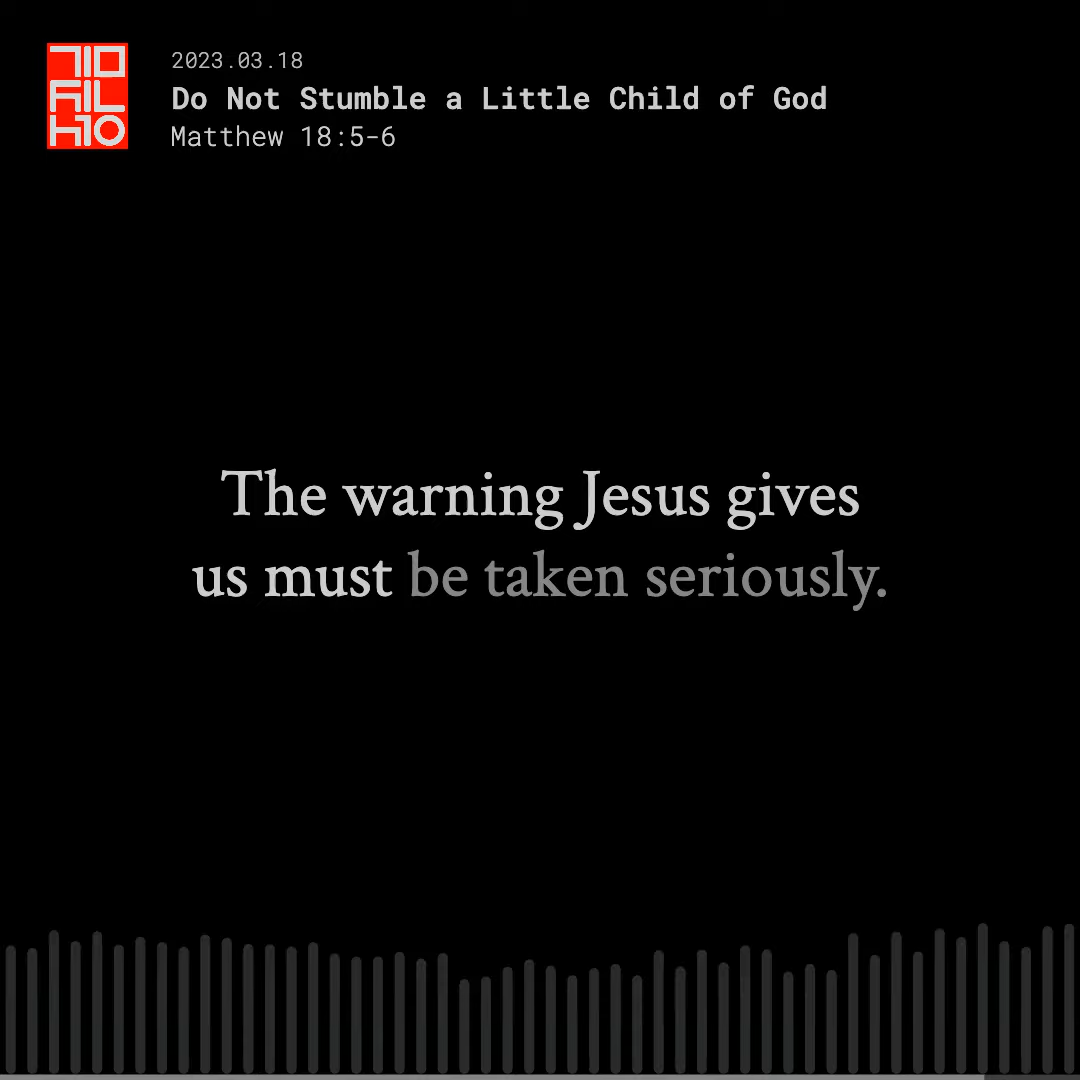 2023.03.18
Do Not Stumble a Little Child of God
Matthew 18:5-6
The warning Jesus gives
us must be taken seriously.